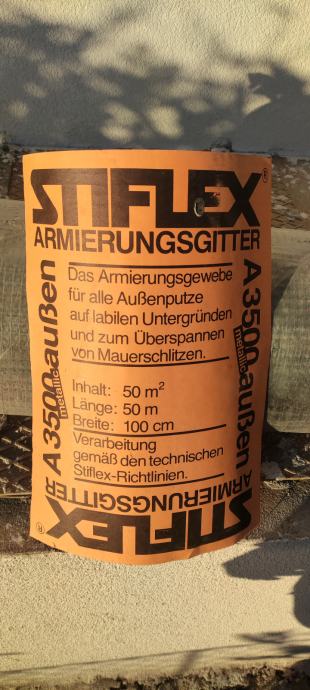 STIFLEX®
ARMIERUNGSGITTER
Das Armierungsgewebe
für alle Außenputze
auf labilen Untergründen
und zum Überspannen
von Mauerschlitzen.
Inhalt: 50 m²
Länge: 50 m
Breite: 100 cm
Verarbeitung
gemäß den technischen
Stiflex-Richtlinien.
A 3500 außen
metallic
A 3500 außen
metallic
ARMIERUNGSGITTER
STIFLEX®